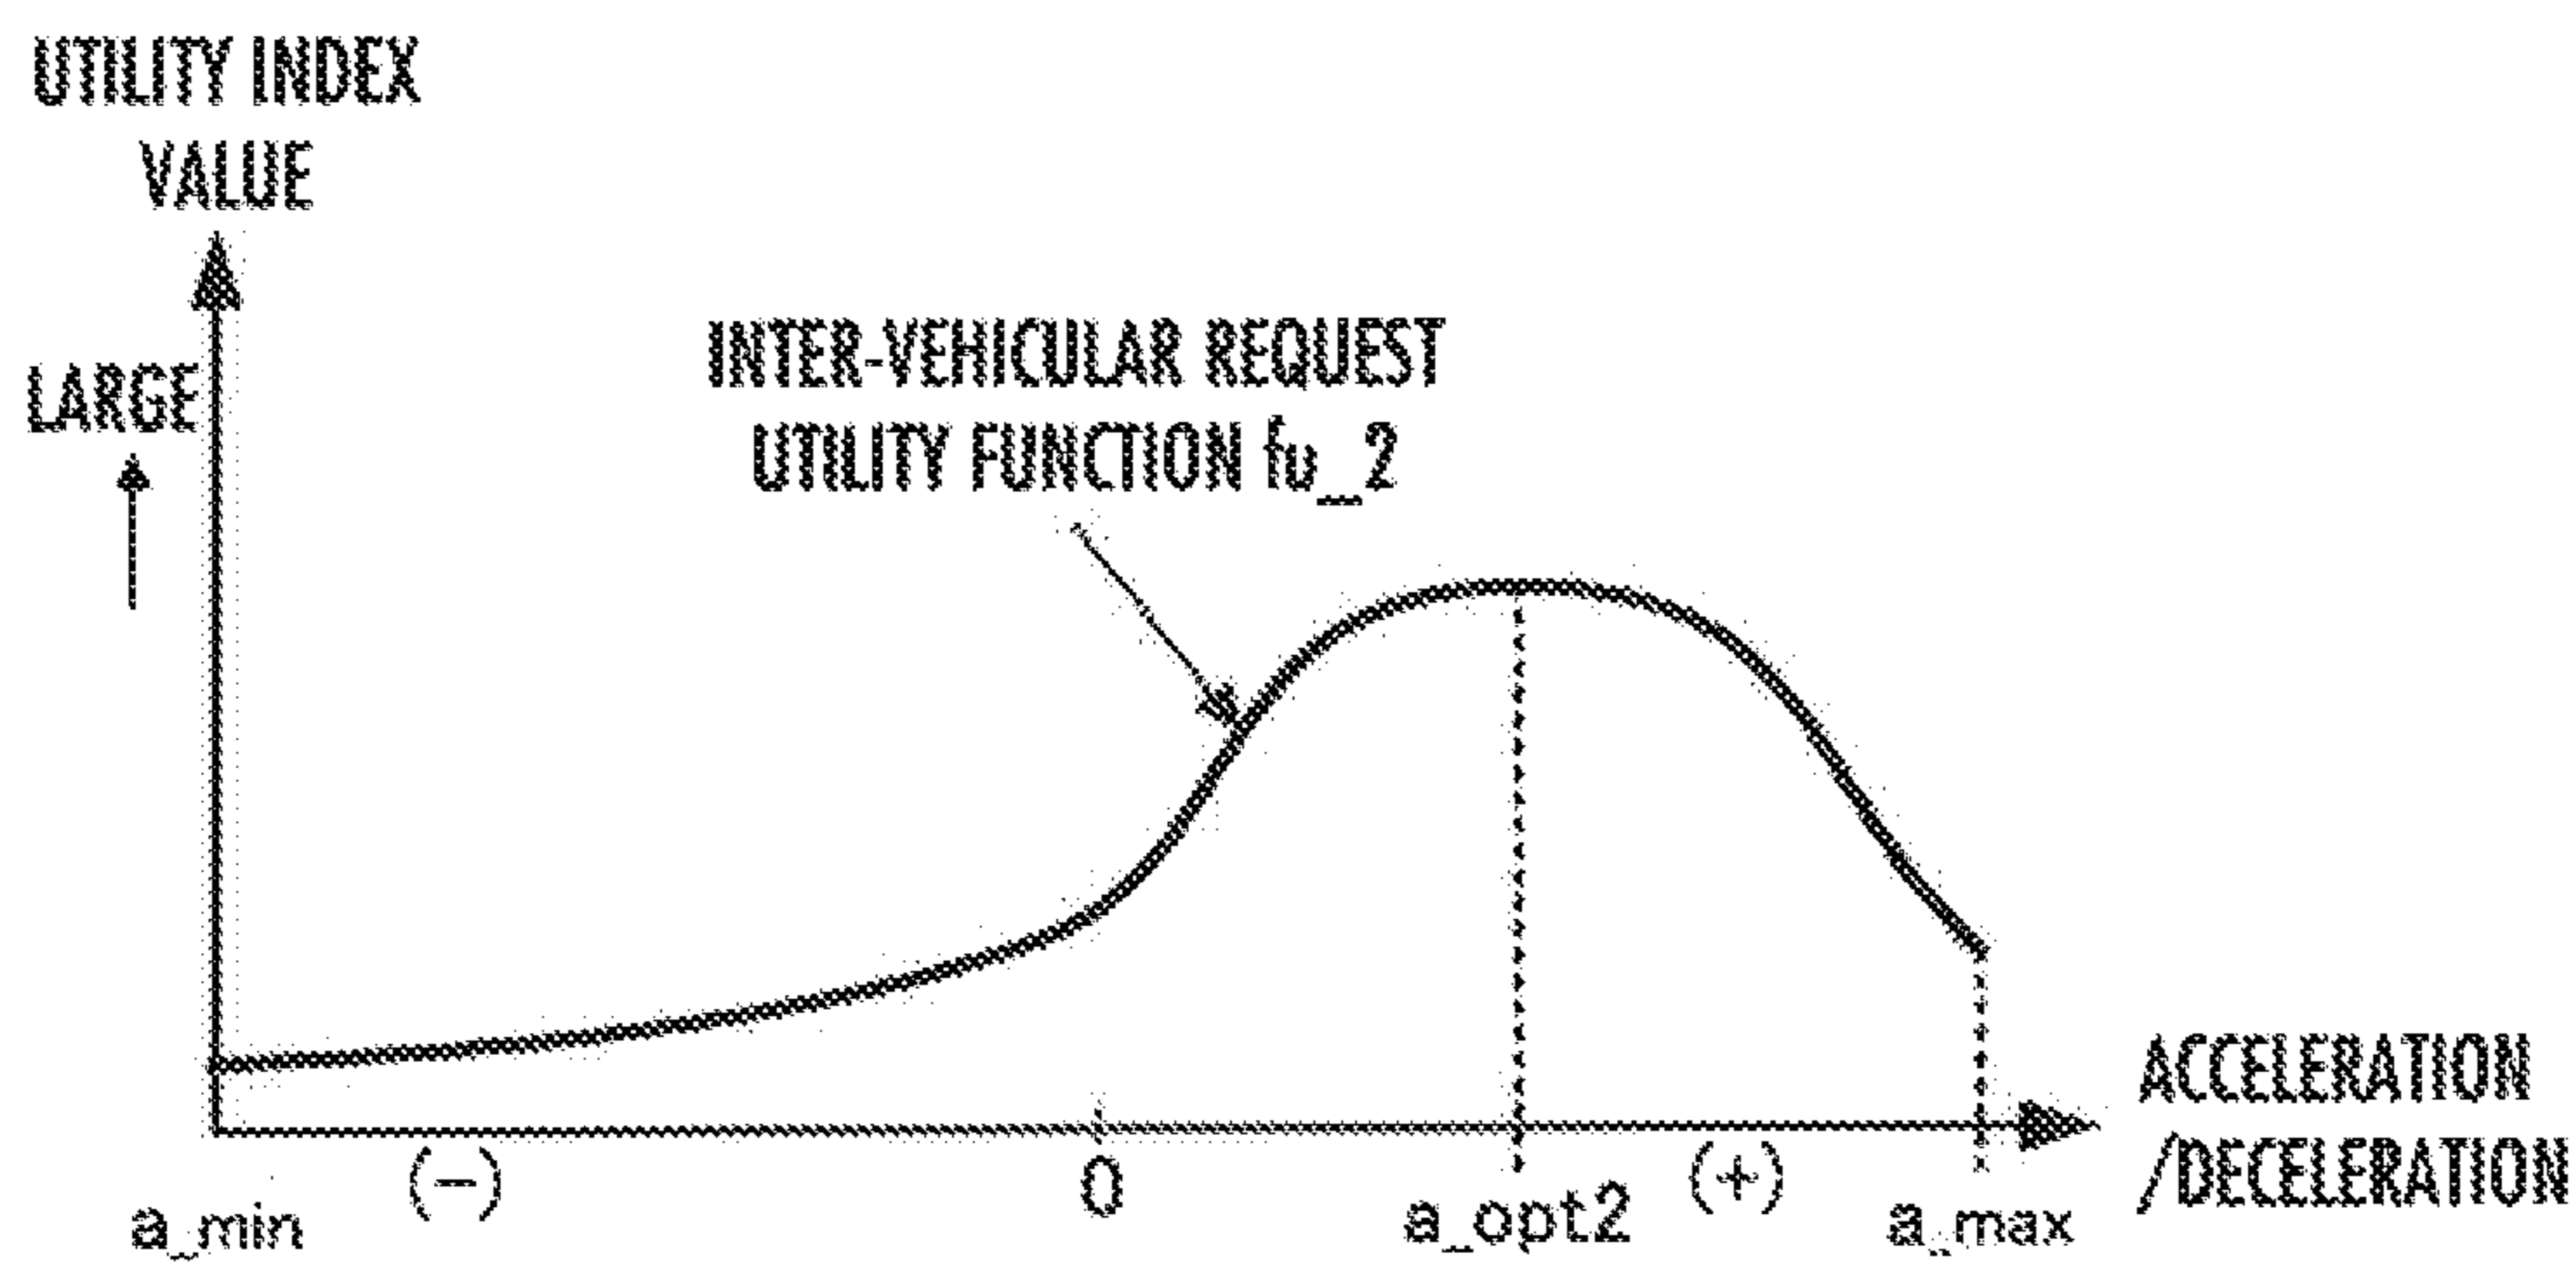 UTILITY INDEX
VALUE
LARGE
INTER-VEHICULAR REQUEST
UTILITY FUNCTION fu_2
ACCELERATION
/DECELERATION
(−)
0
(+)
a_min
a_opt2
a_max